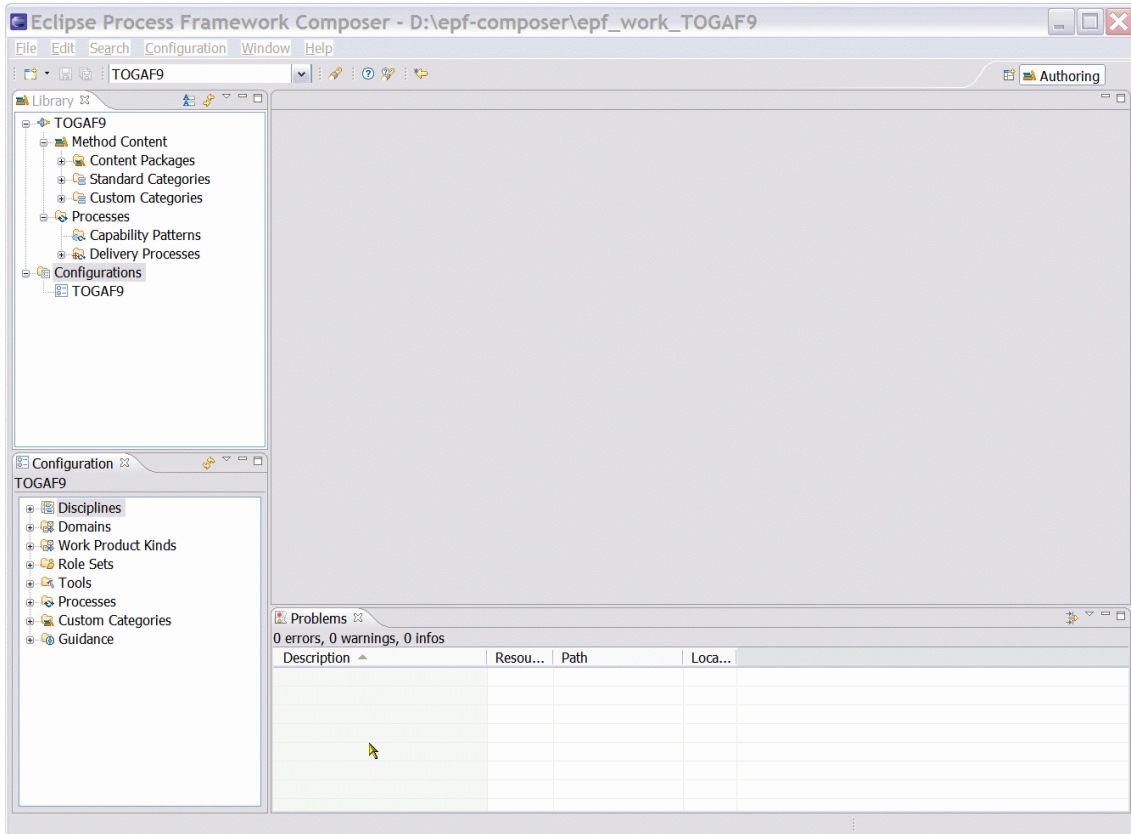 Eclipse Process Framework Composer - D:\epf-composer\epf_work_TOGAF9
File Edit Search Configuration Window Help
TOGAF9
Authoring
Library
TOGAF9
Method Content
Content Packages
Standard Categories
Custom Categories
Processes
Capability Patterns
Delivery Processes
Configurations
TOGAF9
Configuration
TOGAF9
Disciplines
Domains
Work Product Kinds
Role Sets
Tools
Processes
Custom Categories
Guidance
Problems
0 errors, 0 warnings, 0 infos
Description Resou... Path Loca...